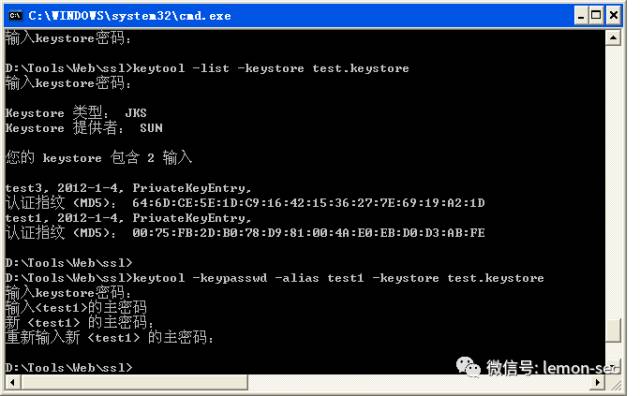 C:\WINDOWS\system32\cmd.exe
输入keystore密码：
D:\Tools\Web\ssl>keytool -list -keystore test.keystore
输入keystore密码：
Keystore 类型： JKS
Keystore 提供者： SUN
您的 keystore 包含 2 输入
test3, 2012-1-4, PrivateKeyEntry,
认证指纹 (MD5)： 64:6D:CE:5E:1D:C9:16:42:15:36:27:7E:69:19:A2:1D
test1, 2012-1-4, PrivateKeyEntry,
认证指纹 (MD5)： 00:75:FB:2D:B0:78:D9:81:00:4A:E0:EB:D0:D3:AB:FE
D:\Tools\Web\ssl>
D:\Tools\Web\ssl>keytool -keypasswd -alias test1 -keystore test.keystore
输入keystore密码：
输入<test1>的主密码
新 <test1> 的主密码：
重新输入新 <test1> 的主密码：
D:\Tools\Web\ssl>
微信号: lemon-sec